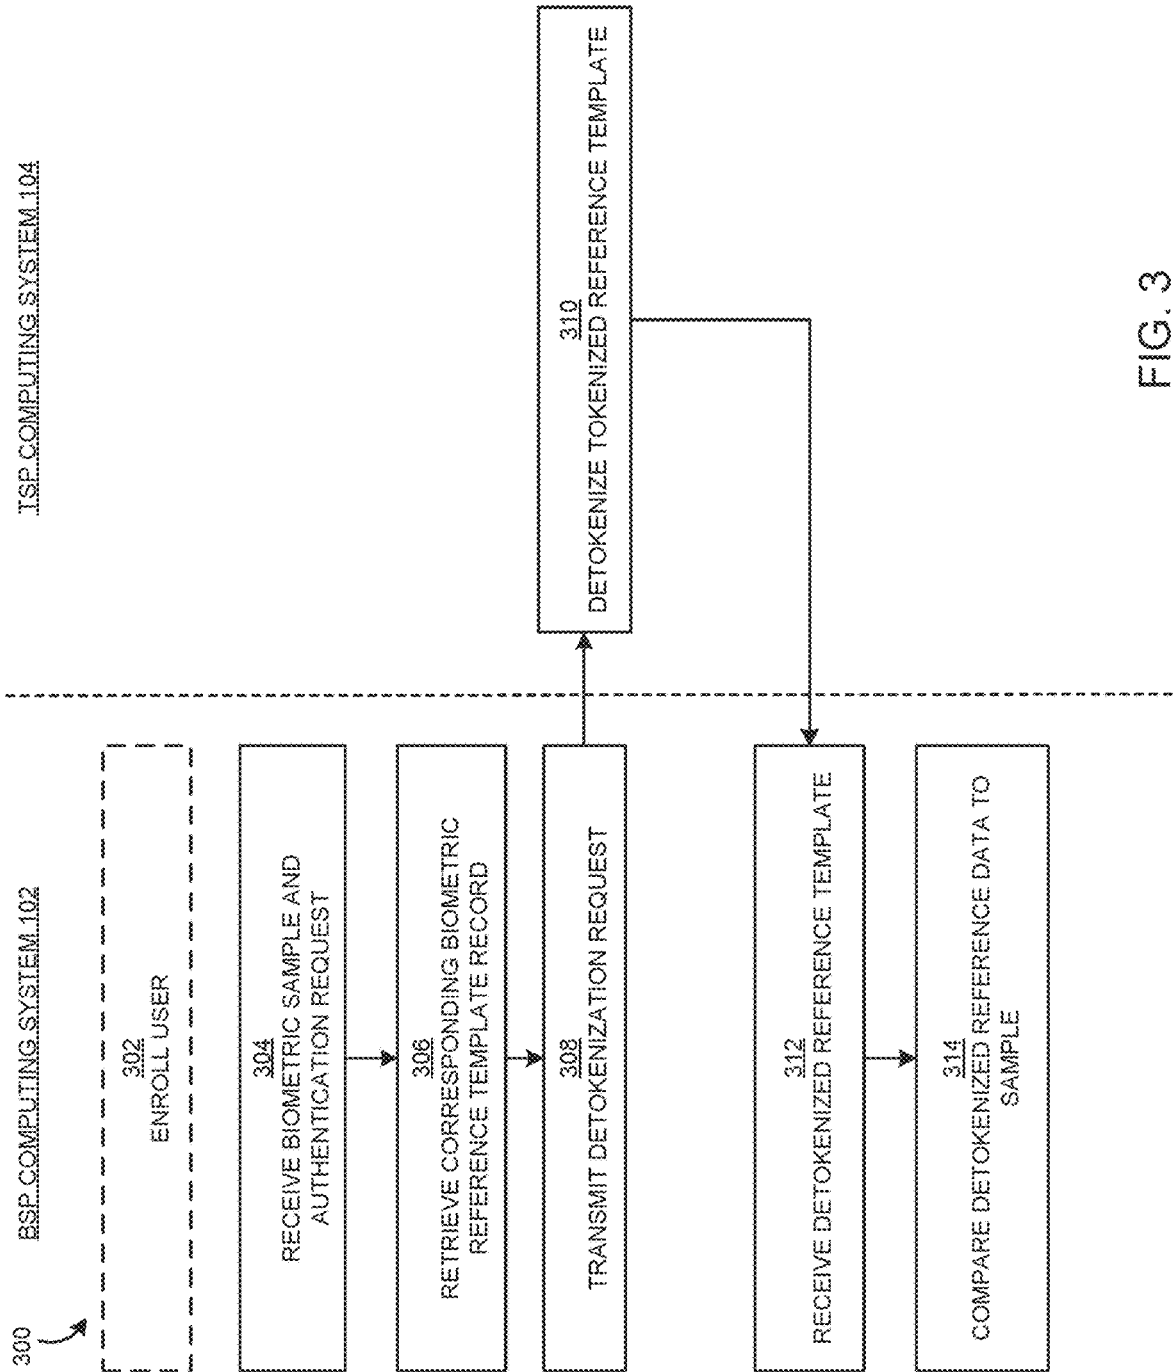 300
BSP COMPUTING SYSTEM 102
TSP COMPUTING SYSTEM 104
302
ENROLL USER
304
RECEIVE BIOMETRIC SAMPLE AND
AUTHENTICATION REQUEST
306
RETRIEVE CORRESPONDING BIOMETRIC
REFERENCE TEMPLATE RECORD
308
TRANSMIT DETOKENIZATION REQUEST
310
DETOKENIZE TOKENIZED REFERENCE TEMPLATE
312
RECEIVE DETOKENIZED REFERENCE TEMPLATE
314
COMPARE DETOKENIZED REFERENCE DATA TO
SAMPLE
FIG. 3